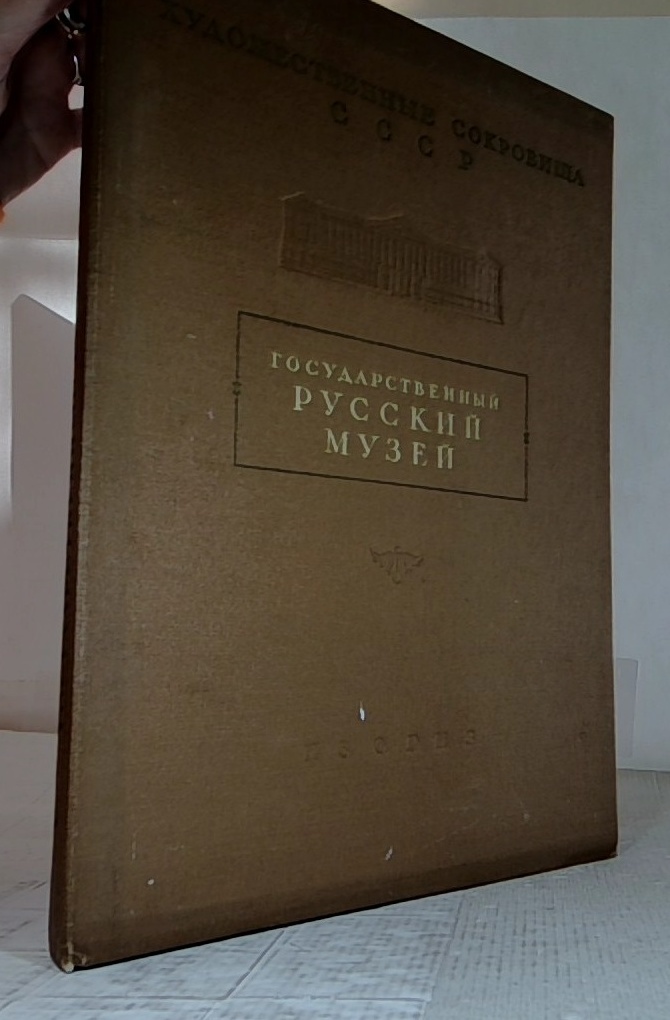 ХУДОЖЕСТВЕННЫЕ СОКРОВИЩА
СССР
ГОСУДАРСТВЕННЫЙ
РУССКИЙ
МУЗЕЙ
ИЗОГИЗ